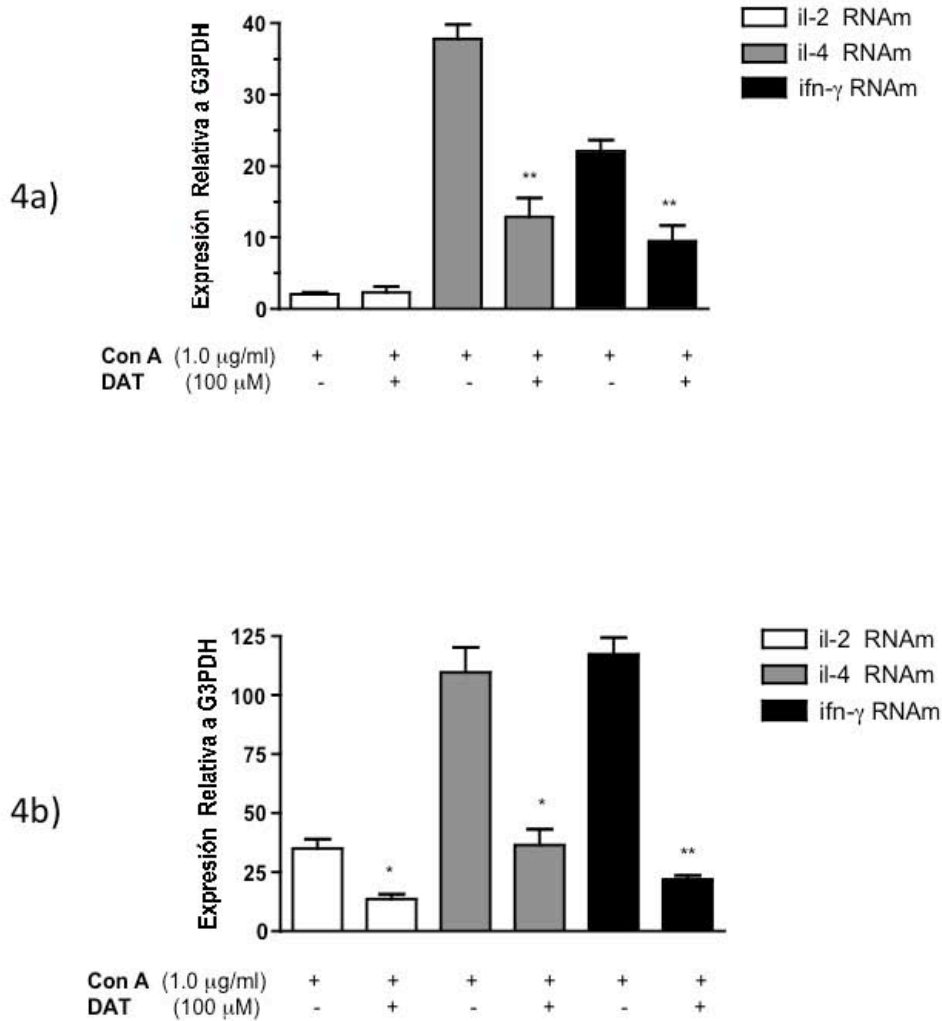 4a)
Expresión Relativa a G3PDH
40
30
20
10
0
il-2 RNAm
il-4 RNAm
ifn-γ RNAm
** **
Con A (1.0 μg/ml) + + + + + +
DAT (100 μM) - + - + - +
4b)
Expresión Relativa a G3PDH
125
100
75
50
25
0
il-2 RNAm
il-4 RNAm
ifn-γ RNAm
* * **
Con A (1.0 μg/ml) + + + + + +
DAT (100 μM) - + - + - +